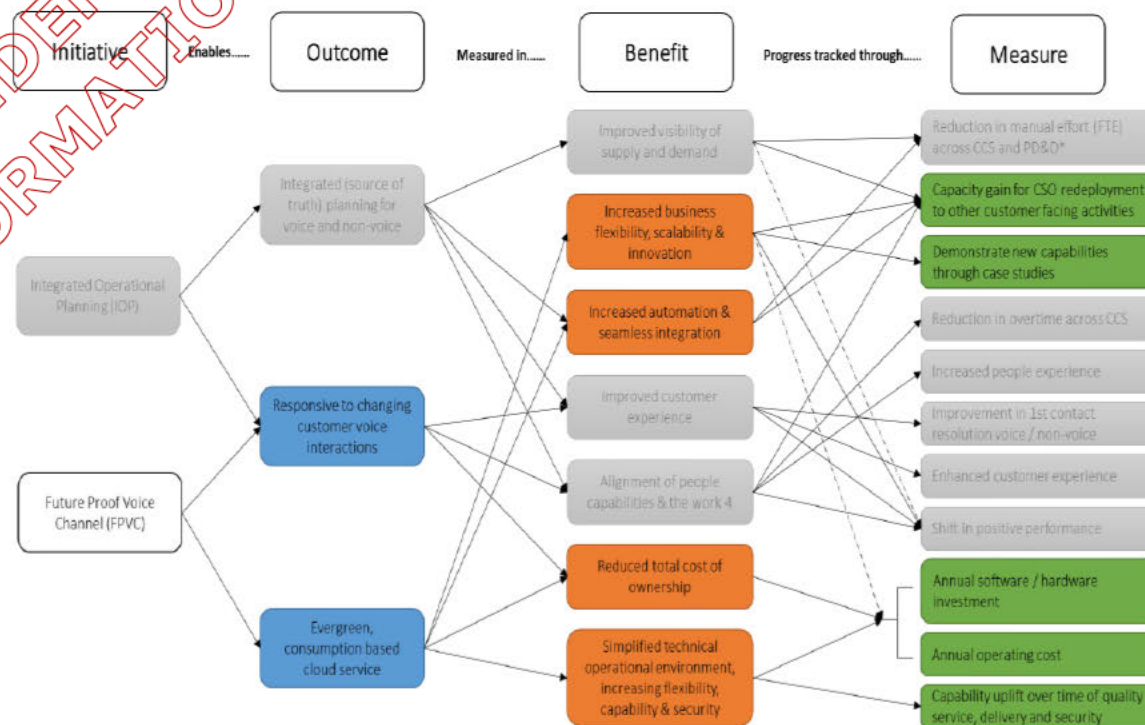 Initiative
Enables......
Outcome
Measured in......
Benefit
Progress tracked through......
Measure
Integrated Operational
Planning (IOP)
Future Proof Voice
Channel (FPVC)
Integrated (source of
truth) planning for
voice and non-voice
Responsive to changing
customer voice
interactions
Evergreen,
consumption based
cloud service
Improved visibility of
supply and demand
Increased business
flexibility, scalability &
innovation
Increased automation &
seamless integration
Improved customer
experience
Alignment of people
capabilities & the work 4
Reduced total cost of
ownership
Simplified technical
operational environment,
increasing flexibility,
capability & security
Reduction in manual effort (FTE)
across CCS and PD&D*
Capacity gain for CSO redeployment
to other customer facing activities
Demonstrate new capabilities
through case studies
Reduction in overtime across CCS
Increased people experience
Improvement in 1st contact
resolution voice / non-voice
Enhanced customer experience
Shift in positive performance
Annual software / hardware
investment
Annual operating cost
Capability uplift over time of quality
service, delivery and security